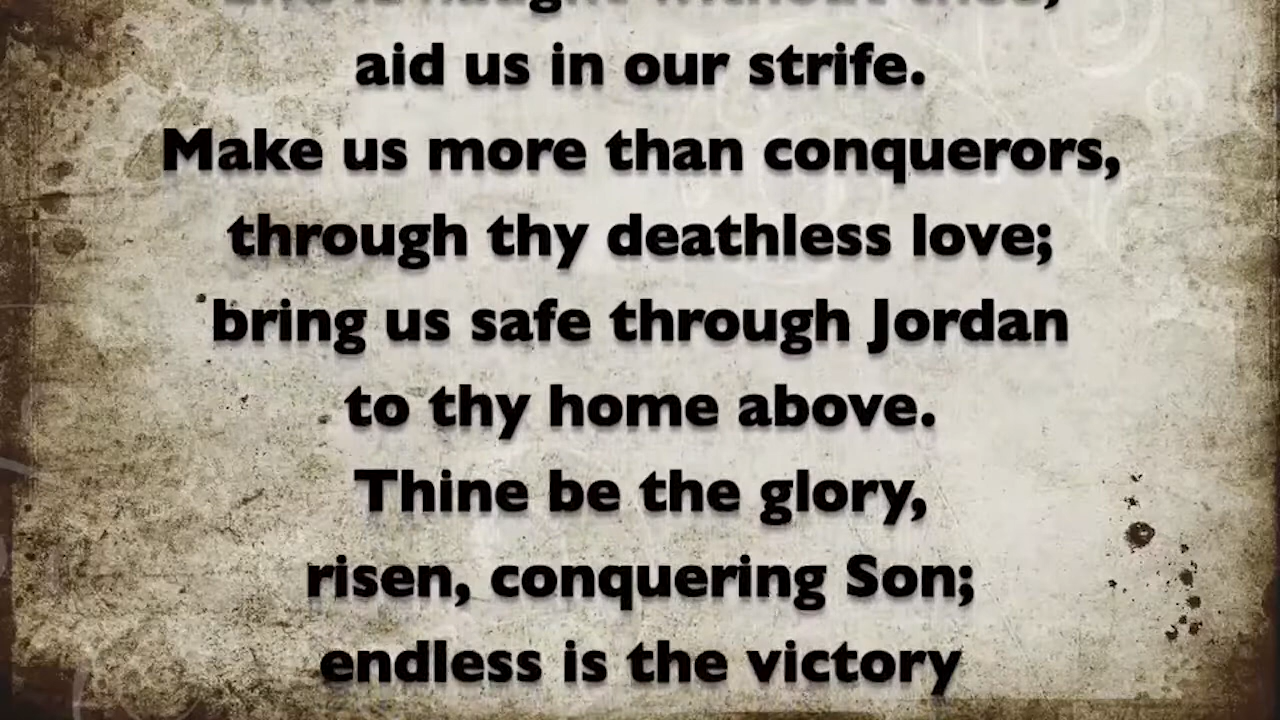 aid us in our strife.
Make us more than conquerors,
through thy deathless love;
bring us safe through Jordan
to thy home above.
Thine be the glory,
risen, conquering Son;
endless is the victory